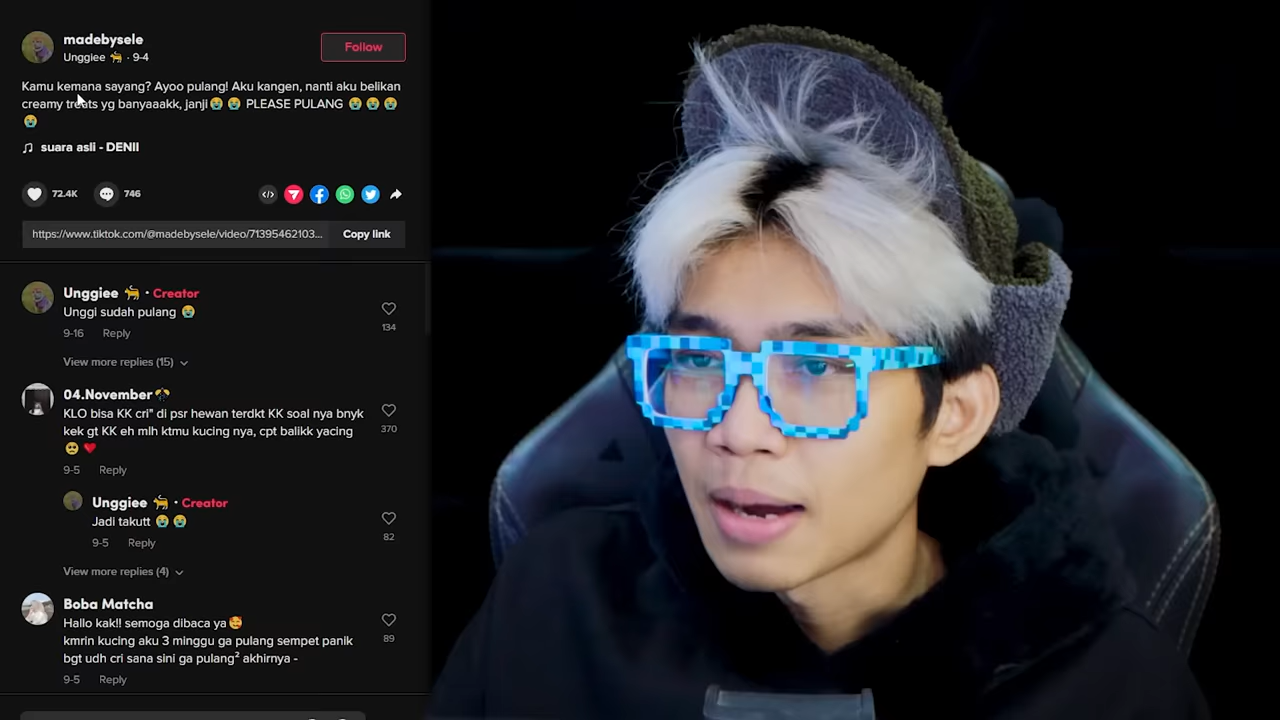 madebysele
Unggiee 🐆 · 9-4
Follow
Kamu kemana sayang? Ayoo pulang! Aku kangen, nanti aku belikan
creamy treats yg banyaaakk, janji😭 😭 PLEASE PULANG 😭 😭 😭
😭
suara asli - DENII
72.4K
746
https://www.tiktok.com/@madebysele/video/71395462103...
Copy link
Unggiee 🐆 · Creator
Unggi sudah pulang 😭
9-16 Reply
134
View more replies (15)
04.November
KLO bisa KK cri" di psr hewan terdkt KK soal nya bnyk
kek gt KK eh mlh ktmu kucing nya, cpt balikk yacing
🥺 ❤️
9-5 Reply
370
Unggiee 🐆 · Creator
Jadi takutt 😭 😭
9-5 Reply
82
View more replies (4)
Boba Matcha
Hallo kak!! semoga dibaca ya🥰
kmrin kucing aku 3 minggu ga pulang sempet panik
bgt udh cri sana sini ga pulang² akhirnya -
9-5 Reply
89